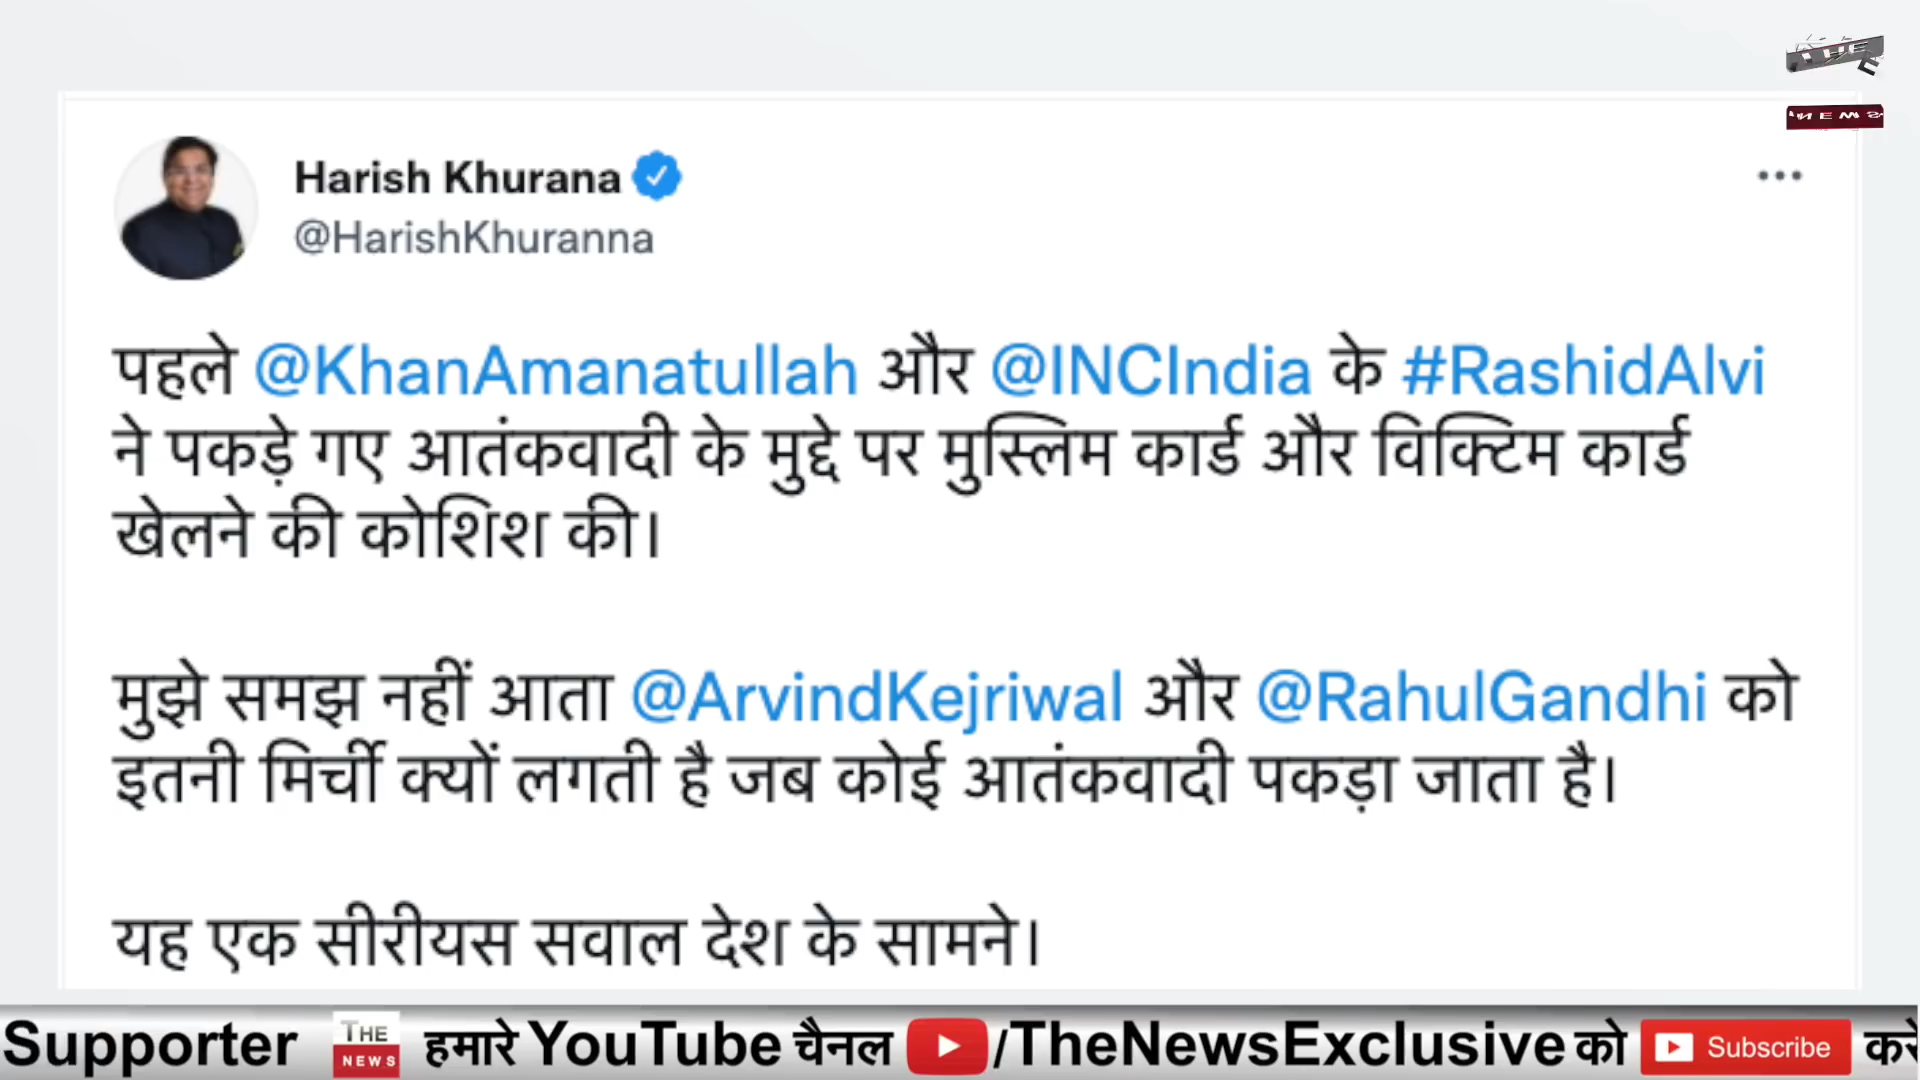 THE
NEWS
Harish Khurana
@HarishKhuranna
पहले @KhanAmanatullah और @INCIndia के #RashidAlvi
ने पकड़े गए आतंकवादी के मुद्दे पर मुस्लिम कार्ड और विक्टिम कार्ड
खेलने की कोशिश की।
मुझे समझ नहीं आता @ArvindKejriwal और @RahulGandhi को
इतनी मिर्ची क्यों लगती है जब कोई आतंकवादी पकड़ा जाता है।
यह एक सीरीयस सवाल देश के सामने।
Supporter THE NEWS हमारे YouTube चैनल /TheNewsExclusive को Subscribe करे